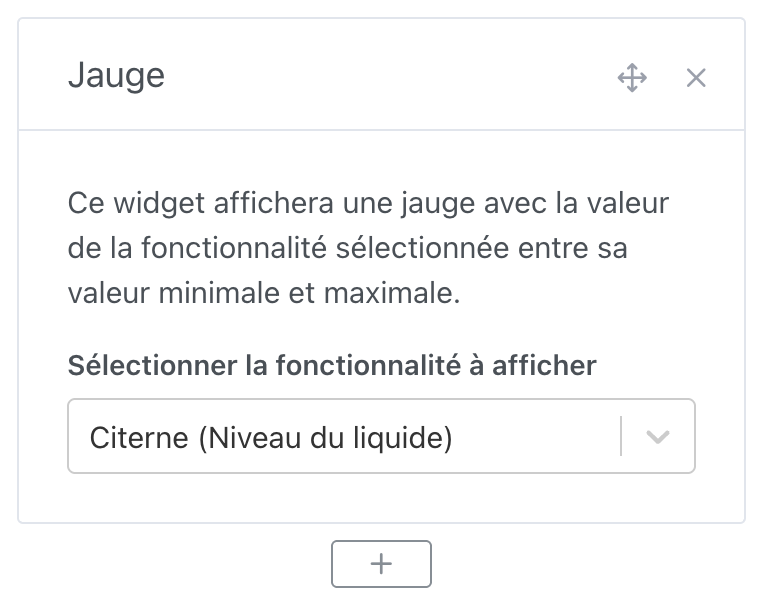 Jauge
Ce widget affichera une jauge avec la valeur
de la fonctionnalité sélectionnée entre sa
valeur minimale et maximale.
Sélectionner la fonctionnalité à afficher
Citerne (Niveau du liquide)